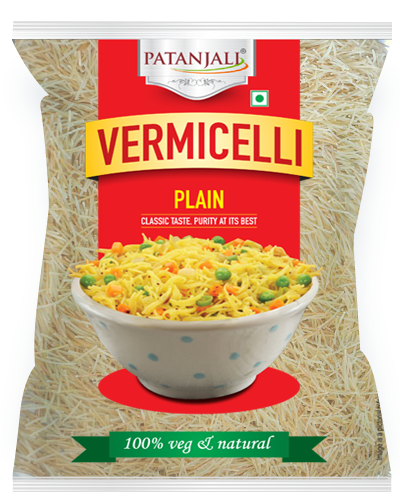 PATANJALI®
VERMICELLI
PLAIN
CLASSIC TASTE. PURITY AT ITS BEST
100% veg & natural